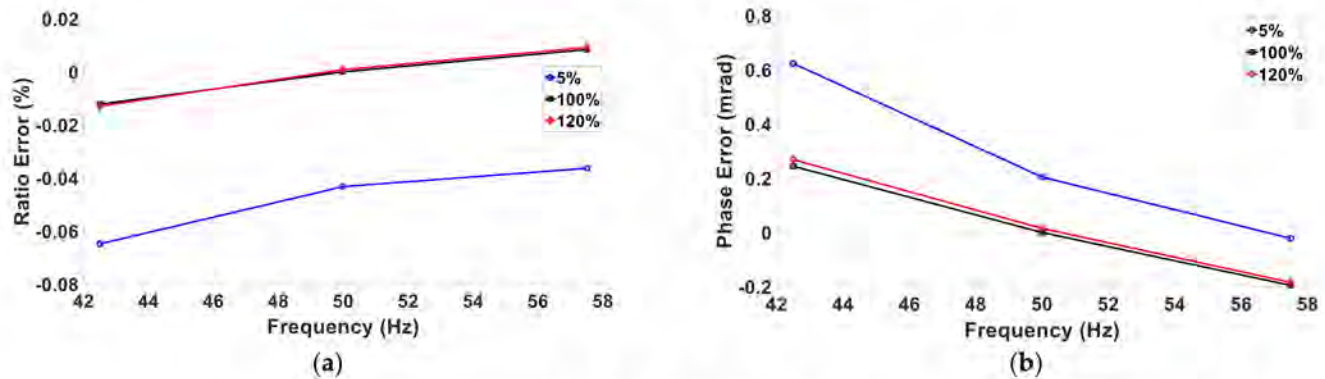 0.02
0
-0.02
-0.04
-0.06
-0.08
Ratio Error (%)
5%
100%
120%
42 44 46 48 50 52 54 56 58
Frequency (Hz)
(a)
0.8
0.6
0.4
0.2
0
-0.2
Phase Error (mrad)
5%
100%
120%
42 44 46 48 50 52 54 56 58
Frequency (Hz)
(b)